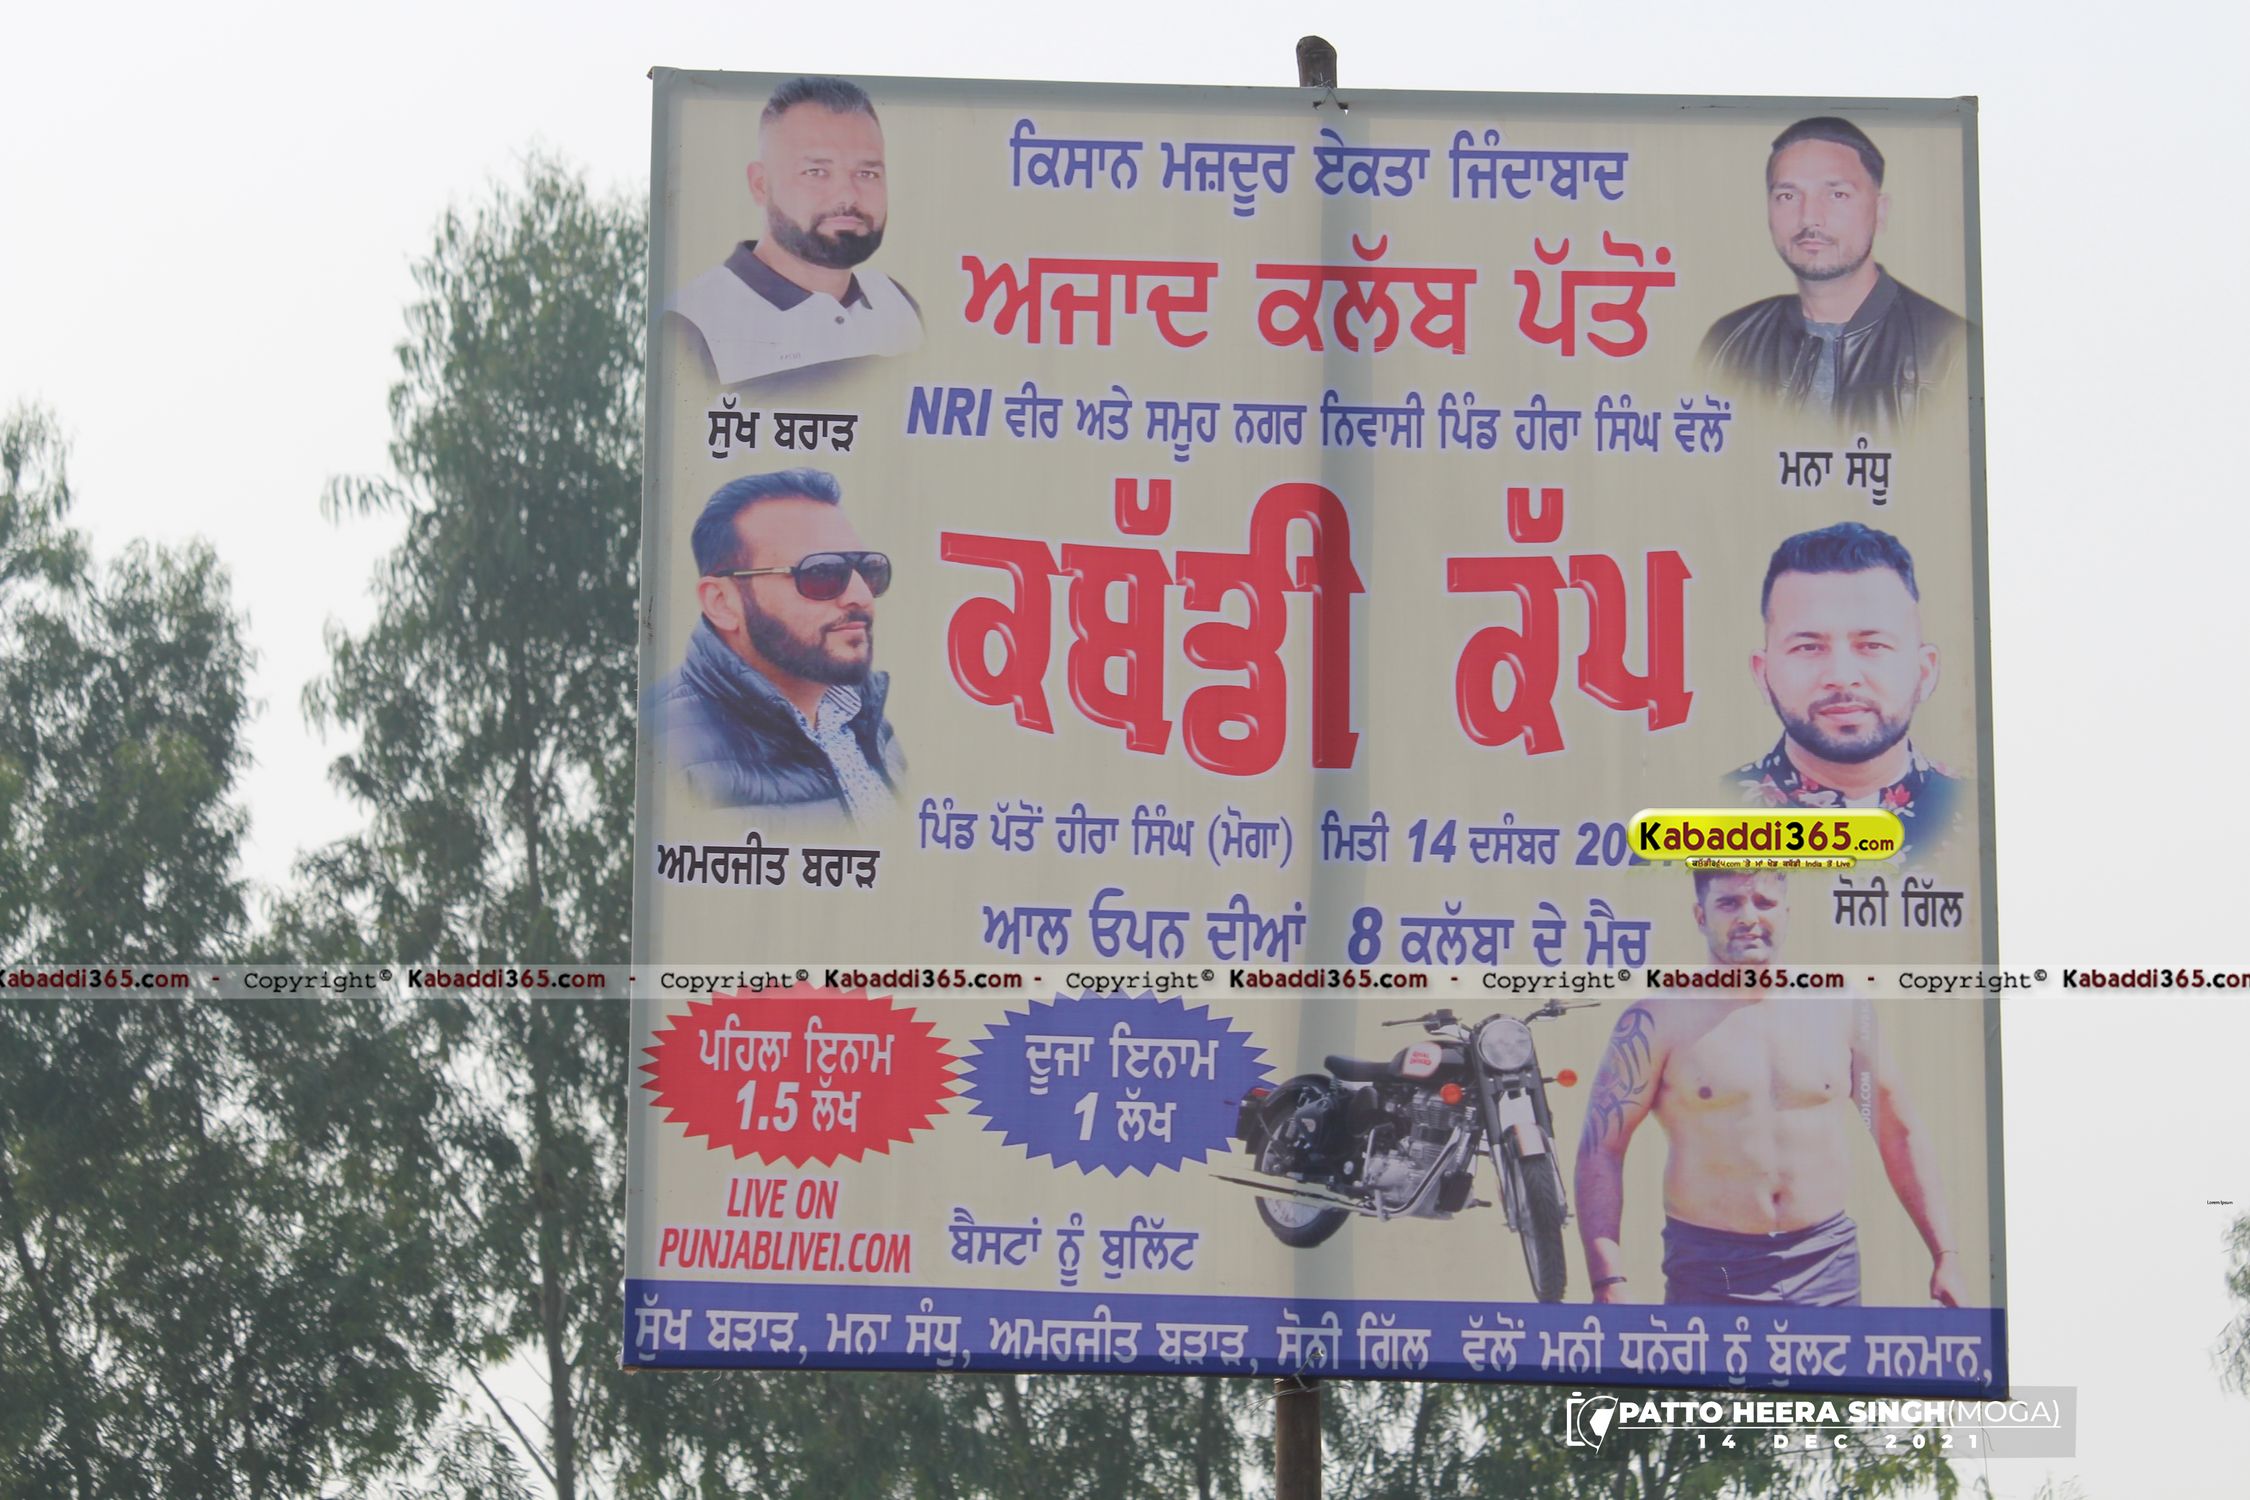 ਕਿਸਾਨ ਮਜ਼ਦੂਰ ਏਕਤਾ ਜਿੰਦਾਬਾਦ
ਅਜਾਦ ਕਲੱਬ ਪੱਤੋਂ
NRI ਵੀਰ ਅਤੇ ਸਮੂਹ ਨਗਰ ਨਿਵਾਸੀ ਪਿੰਡ ਹੀਰਾ ਸਿੰਘ ਵੱਲੋਂ
ਸੁੱਖ ਬਰਾੜ
ਮਨਾ ਸੰਧੂ
ਕਬੱਡੀ ਕੱਪ
ਅਮਰਜੀਤ ਬਰਾੜ
ਪਿੰਡ ਪੱਤੋਂ ਹੀਰਾ ਸਿੰਘ (ਮੋਗਾ) ਮਿਤੀ 14 ਦਸੰਬਰ
Kabaddi365.com
ਸੋਨੀ ਗਿੱਲ
ਆਲ ਓਪਨ ਦੀਆਂ 8 ਕਲੱਬਾ ਦੇ ਮੈਚ
Kabaddi365.com - Copyright© Kabaddi365.com - Copyright© Kabaddi365.com - Copyright© Kabaddi365.com - Copyright© Kabaddi365.com - Copyright© Kabaddi365.com
ਪਹਿਲਾ ਇਨਾਮ
1.5 ਲੱਖ
ਦੂਜਾ ਇਨਾਮ
1 ਲੱਖ
LIVE ON
PUNJABLIVE1.COM
ਬੈਸਟਾਂ ਨੂੰ ਬੁਲਿੱਟ
ਸੁੱਖ ਬੜਾੜ, ਮਨਾ ਸੰਧੁ, ਅਮਰਜੀਤ ਬੜਾੜ, ਸੋਨੀ ਗਿੱਲ ਵੱਲੋਂ ਮਨੀ ਧਨੋਰੀ ਨੂੰ ਬੁੱਲਟ ਸਨਮਾਨ,
PATTO HEERA SINGH(MOGA)
14 DEC 2021
Lorem Ipsum